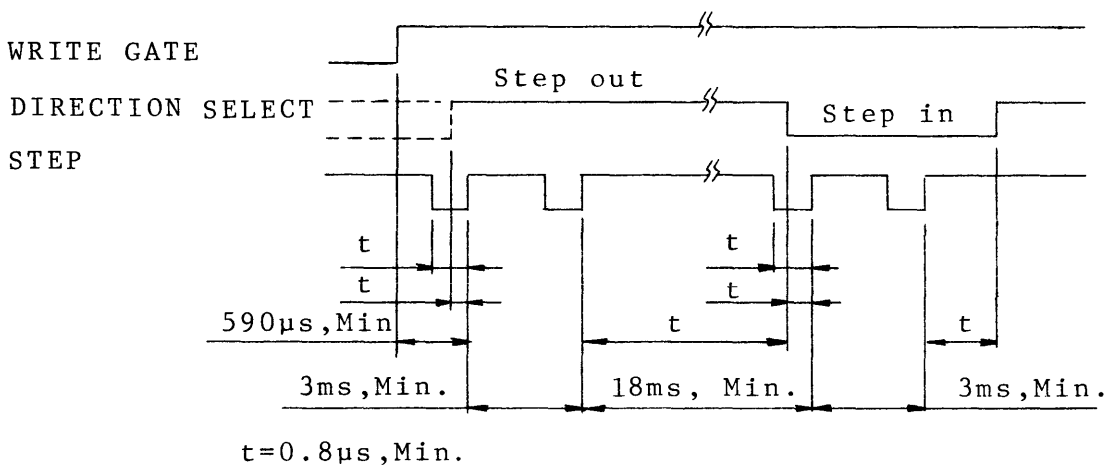 WRITE GATE
Step out
DIRECTION SELECT
Step in
STEP
t
t
t
t
590µs,Min
t
t
3ms,Min.
18ms, Min.
3ms,Min.
t=0.8µs,Min.